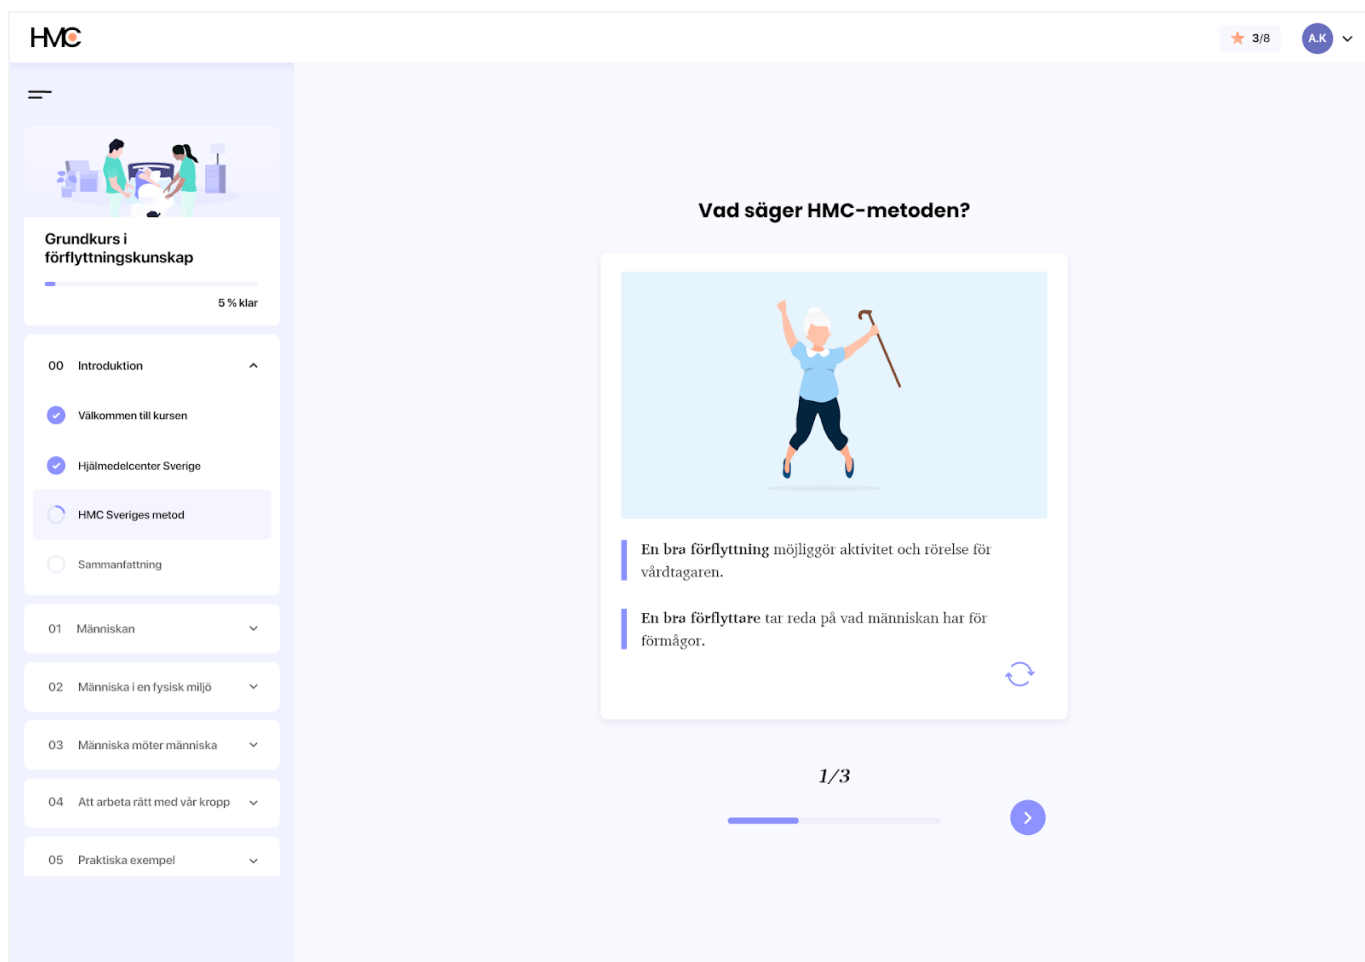 HMC
3/8
A.K
Grundkurs i
förflyttningskunskap
5 % klar
00 Introduktion
Välkommen till kursen
Hjälmedelcenter Sverige
HMC Sveriges metod
Sammanfattning
01 Människan
02 Människa i en fysisk miljö
03 Människa möter människa
04 Att arbeta rätt med vår kropp
05 Praktiska exempel
Vad säger HMC-metoden?
En bra förflyttning möjliggör aktivitet och rörelse för
vårdtagaren.
En bra förflyttare tar reda på vad människan har för
förmågor.
1/3